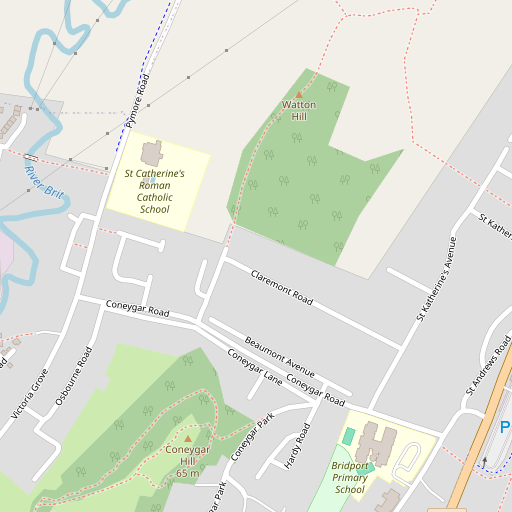 Watton
Hill
Pymore Road
St Catherine's
Roman
Catholic
School
River Brit
St Kather
St Katherine's Avenue
Claremont Road
Coneygar Road
Beaumont Avenue
Coneygar Lane
Coneygar Road
St Andrews Road
Osbourne Road
Victoria Grove
Coneygar Park
Hardy Road
Coneygar
Hill
65 m
Bridport
Primary
School
P
ar Park